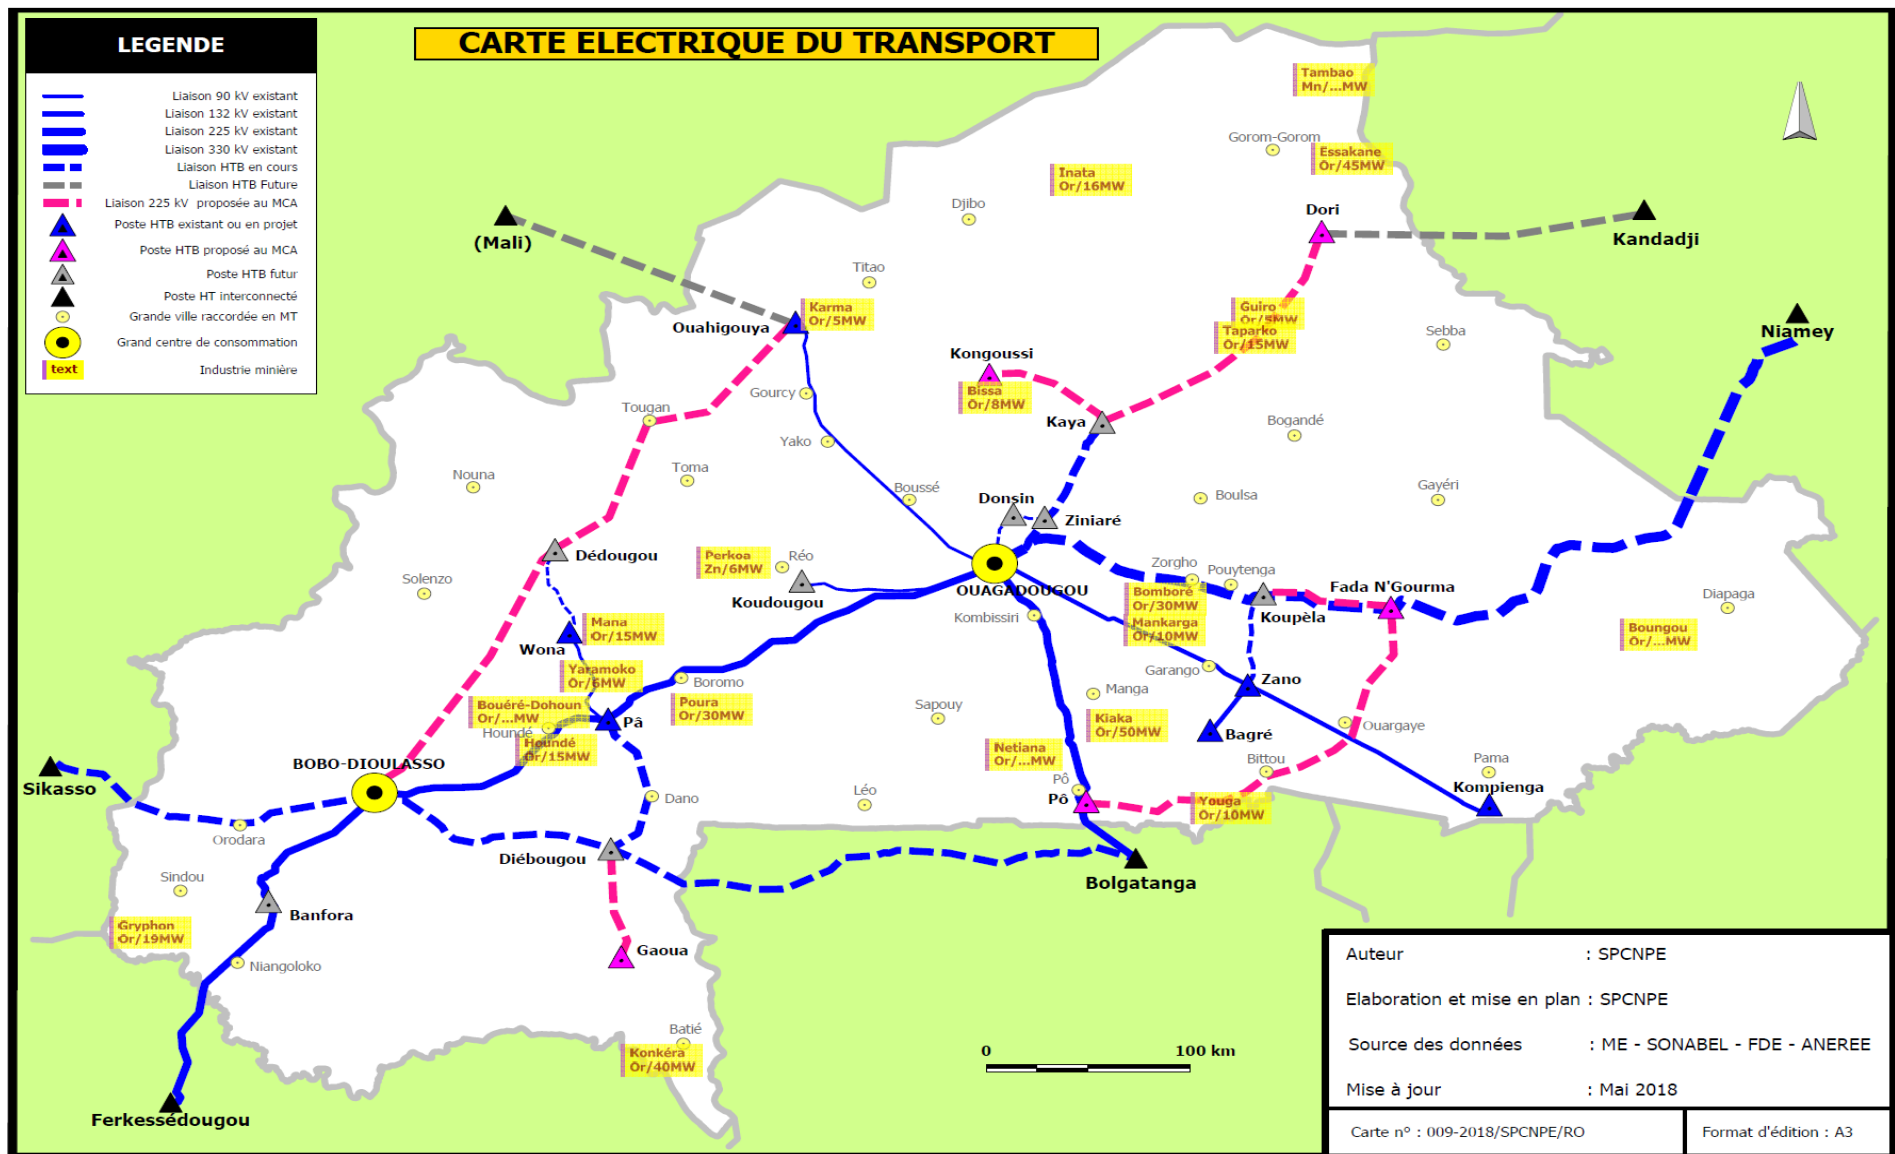 LEGENDE
Liaison 90 kV existant
Liaison 132 kV existant
Liaison 225 kV existant
Liaison 330 kV existant
Liaison HTB en cours
Liaison HTB Future
Liaison 225 kV proposée au MCA
Poste HTB existant ou en projet
Poste HTB proposé au MCA
Poste HTB futur
Poste HT interconnecté
Grande ville raccordée en MT
Grand centre de consommation
text
Industrie minière
CARTE ELECTRIQUE DU TRANSPORT
Tambao
Mn/...MW
Gorom-Gorom
Essakane
Or/45MW
Inata
Or/16MW
Djibo
Dori
(Mali)
Kandadji
Titao
Karma
Or/5MW
Ouahigouya
Guiro
Or/5MW
Taparko
Or/15MW
Sebba
Niamey
Kongoussi
Bissa
Or/8MW
Gourcy
Tougan
Kaya
Bogandé
Yako
Toma
Nouna
Boussé
Donsin
Ziniaré
Boulsa
Gayéri
Dédougou
Perkoa
Zn/6MW
Réo
Koudougou
OUAGADOUGOU
Kombissiri
Zorgho
Pouytenga
Bomboré
Or/30MW
Mankarga
Or/10MW
Koupèla
Fada N'Gourma
Diapaga
Boungou
Or/...MW
Solenzo
Mana
Or/15MW
Wona
Yaramoko
Or/6MW
Boromo
Poura
Or/30MW
Bouéré-Dohoun
Or/...MW
Houndé
Houndé
Or/15MW
Pâ
Garango
Zano
Manga
Sapouy
Kiaka
Or/50MW
Bagré
Ouargaye
Netiana
Or/...MW
Bittou
Pama
Kompienga
BOBO-DIOULASSO
Sikasso
Dano
Léo
Pô
Pô
Youga
Or/10MW
Orodara
Diébougou
Bolgatanga
Sindou
Banfora
Gryphon
Or/19MW
Gaoua
Niangoloko
Batié
Konkéra
Or/40MW
Ferkessédougou
0 100 km
Auteur : SPCNPE
Elaboration et mise en plan : SPCNPE
Source des données : ME - SONABEL - FDE - ANEREE
Mise à jour : Mai 2018
Carte n° : 009-2018/SPCNPE/RO
Format d'édition : A3